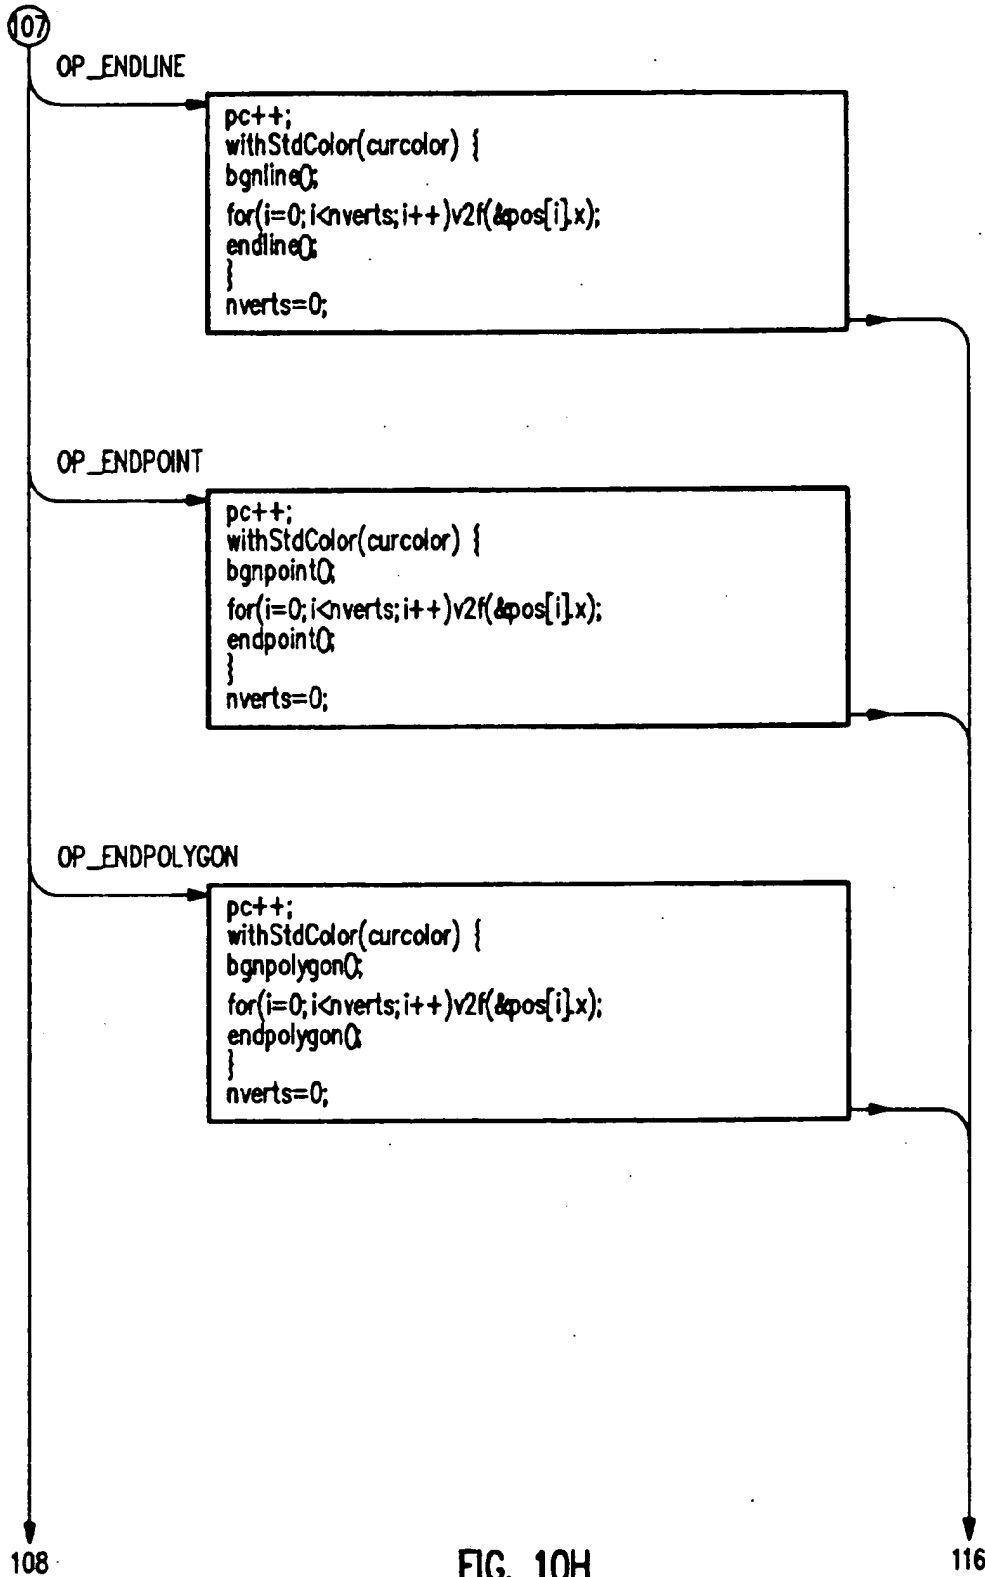 107
OP_ENDLINE
pc++;
withStdColor(curcolor) {
bgnline();
for(i=0;i<nverts;i++)v2f(&pos[i].x);
endline();
}
nverts=0;
OP_ENDPOINT
pc++;
withStdColor(curcolor) {
bgnpoint();
for(i=0;i<nverts;i++)v2f(&pos[i].x);
endpoint();
}
nverts=0;
OP_ENDPOLYGON
pc++;
withStdColor(curcolor) {
bgnpolygon();
for(i=0;i<nverts;i++)v2f(&pos[i].x);
endpolygon();
}
nverts=0;
108
FIG. 10H
116